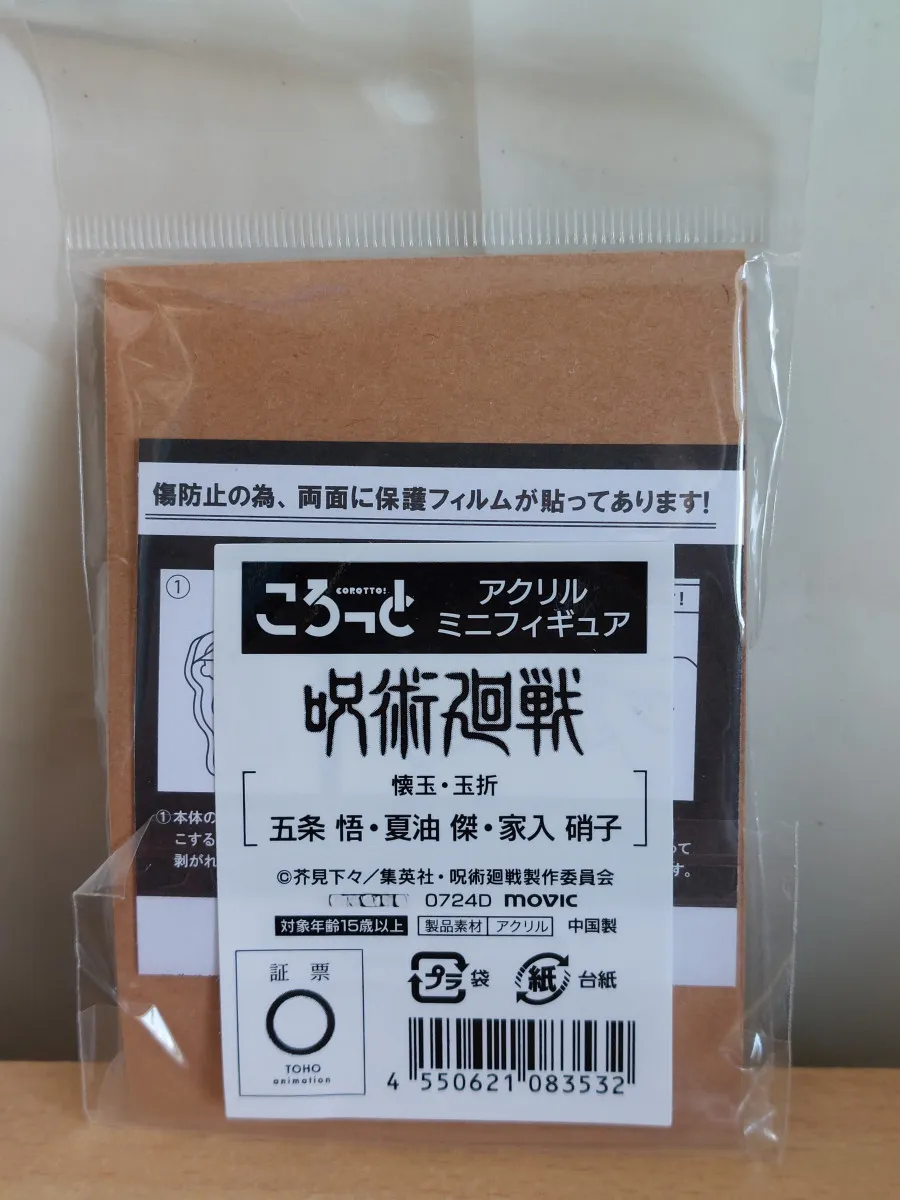 傷防止の為、両面に保護フィルムが貼ってあります!
①
!
COROTTO!
ころっと
アクリル
ミニフィギュア
呪術廻戦
懐玉・玉折
五条 悟・夏油 傑・家入 硝子
①本体の
こする
剥がれ
って
す。
©芥見下々／集英社・呪術廻戦製作委員会
0724D movic
対象年齢15歳以上 製品素材 アクリル 中国製
証票
TOHO
animation
プラ 袋 紙 台紙
4 550621 083532